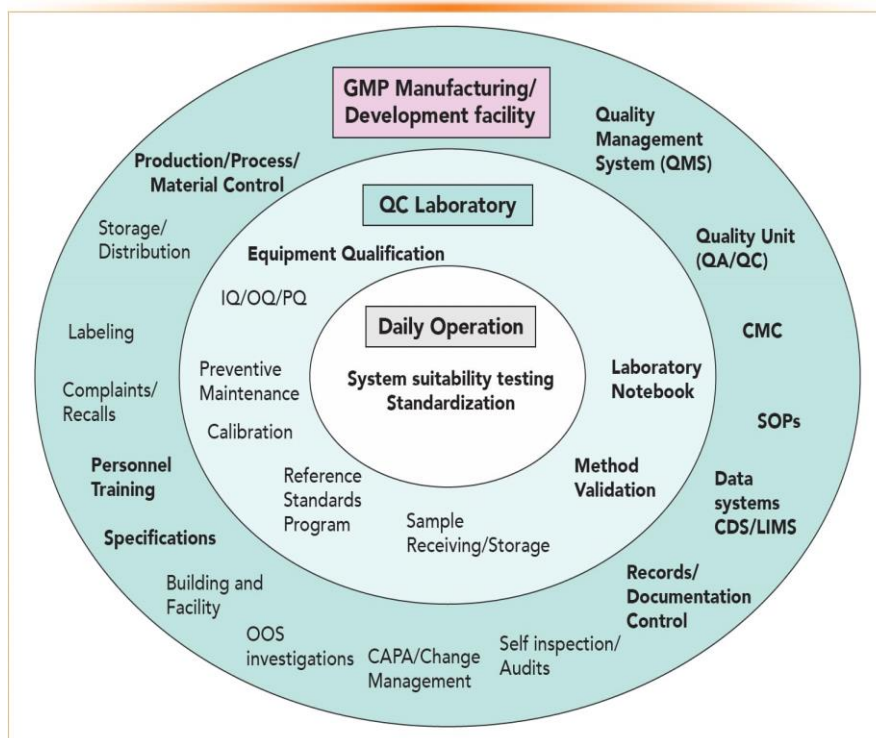 GMP Manufacturing/
Development facility
Quality
Management
System (QMS)
Production/Process/
Material Control
QC Laboratory
Storage/
Distribution
Quality Unit
(QA/QC)
Equipment Qualification
IQ/OQ/PQ
Daily Operation
Labeling
CMC
Preventive
Maintenance
System suitability testing
Standardization
Laboratory
Notebook
Complaints/
Recalls
Calibration
SOPs
Personnel
Training
Reference
Standards
Program
Method
Validation
Data
systems
CDS/LIMS
Sample
Receiving/Storage
Specifications
Building and
Facility
Records/
Documentation
Control
OOS
investigations
CAPA/Change
Management
Self inspection/
Audits